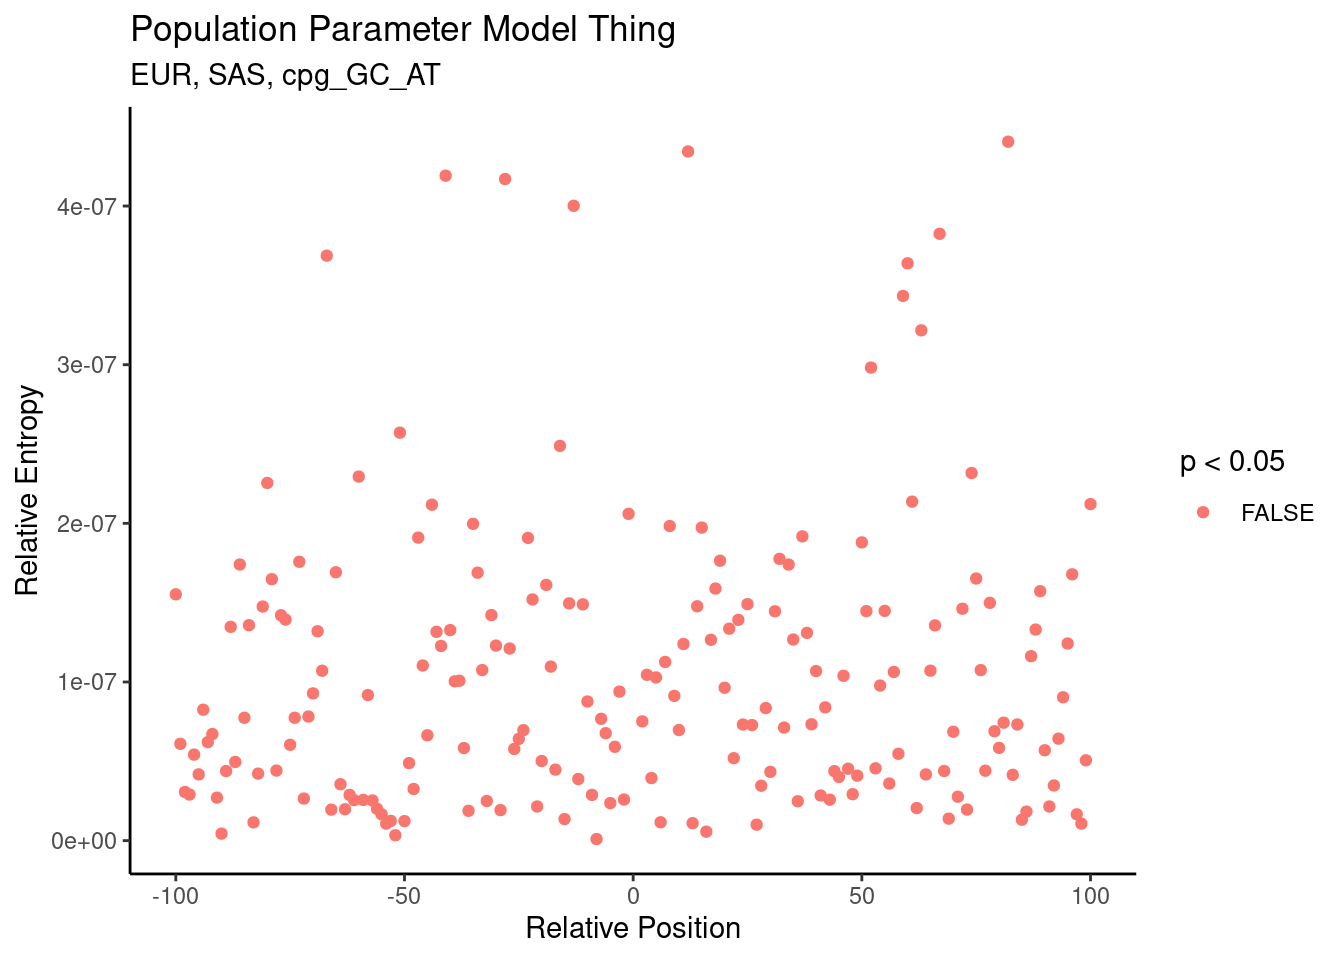 Population Parameter Model Thing
EUR, SAS, cpg_GC_AT
4e-07
3e-07
2e-07
1e-07
0e+00
Relative Entropy
-100 -50 0 50 100
Relative Position
p < 0.05
FALSE